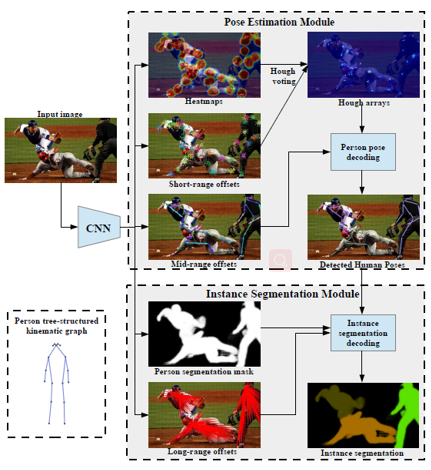 Pose Estimation Module
Heatmaps
Hough
voting
Hough arrays
Input image
Short-range offsets
Person pose
decoding
CNN
Mid-range offsets
Detected Human Poses
Instance Segmentation Module
Person tree-structured
kinematic graph
Person segmentation mask
Instance
segmentation
decoding
Long-range offsets
Instance segmentation